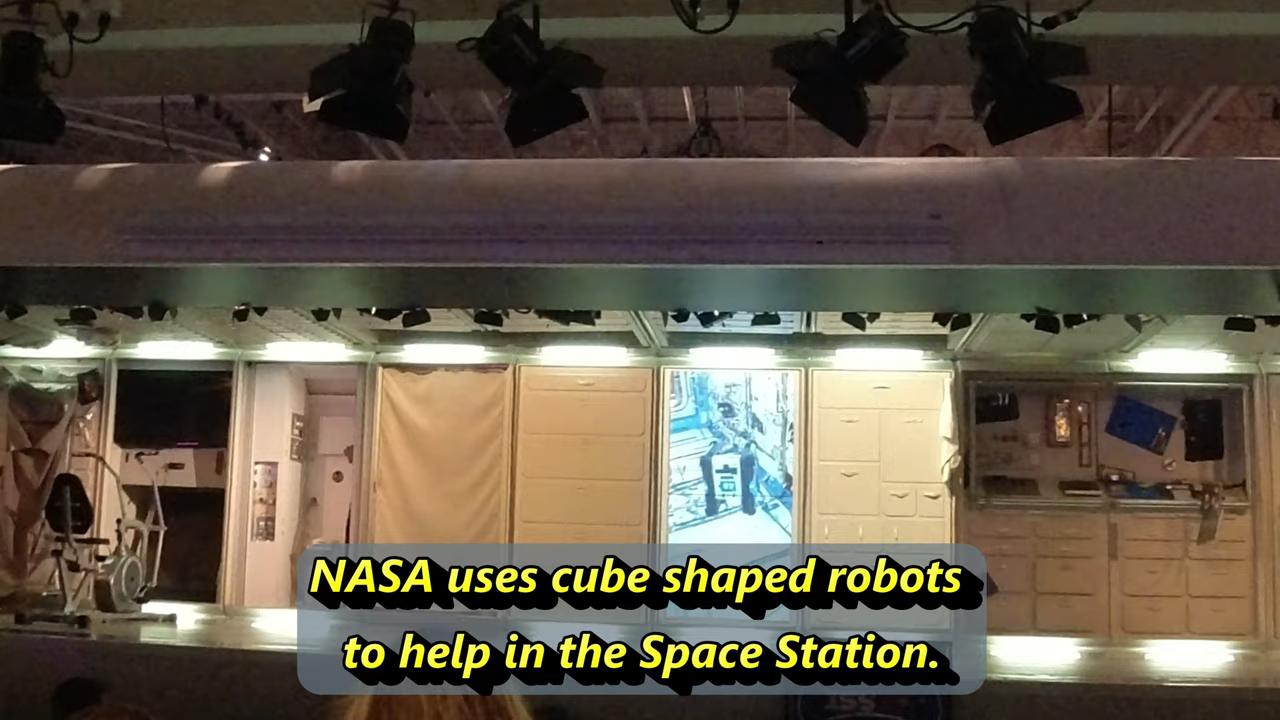 NASA uses cube shaped robots
to help in the Space Station.